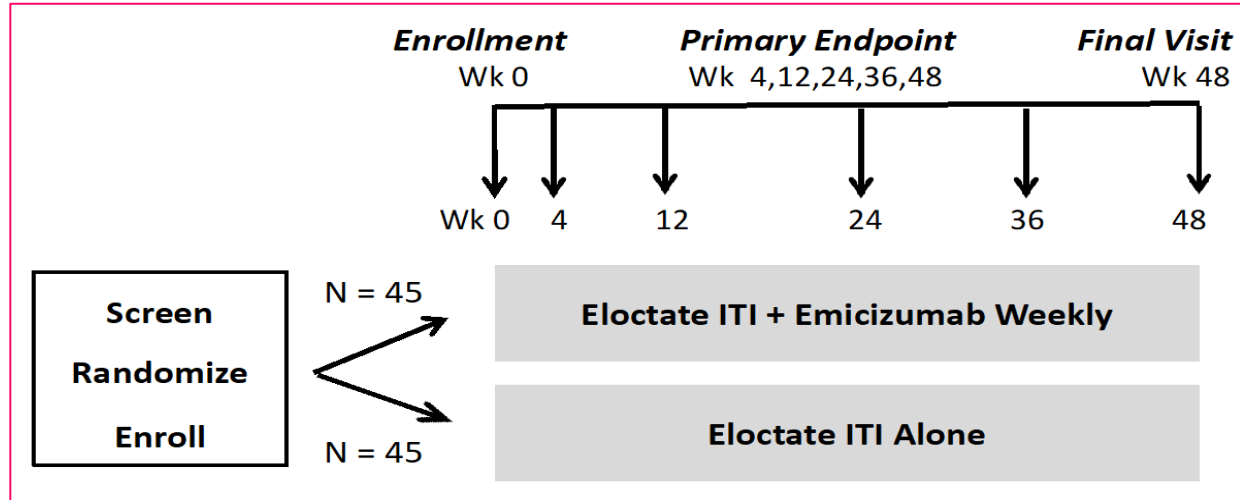 Enrollment Primary Endpoint Final Visit
Wk 0 Wk 4,12,24,36,48 Wk 48
Wk 0 4 12 24 36 48
Screen
Randomize
Enroll
N = 45
N = 45
Eloctate ITI + Emicizumab Weekly
Eloctate ITI Alone